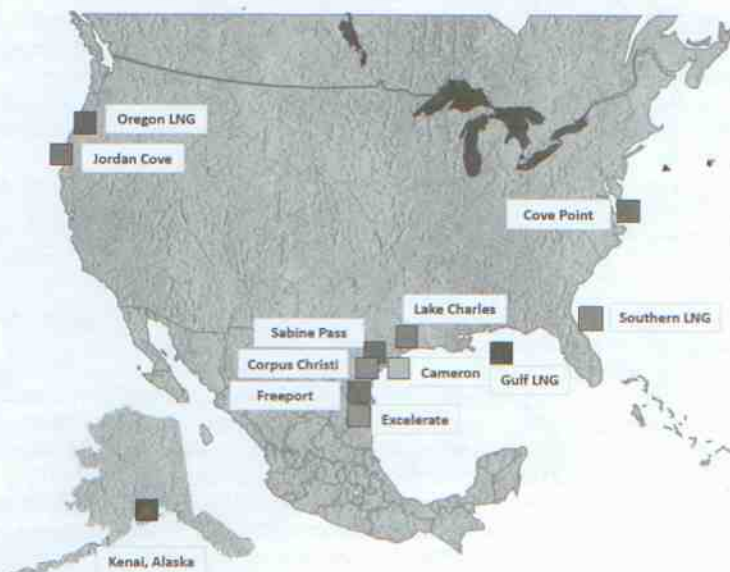 Oregon LNG
Jordan Cove
Cove Point
Lake Charles
Southern LNG
Sabine Pass
Corpus Christi
Cameron
Gulf LNG
Freeport
Excelerate
Kenai, Alaska